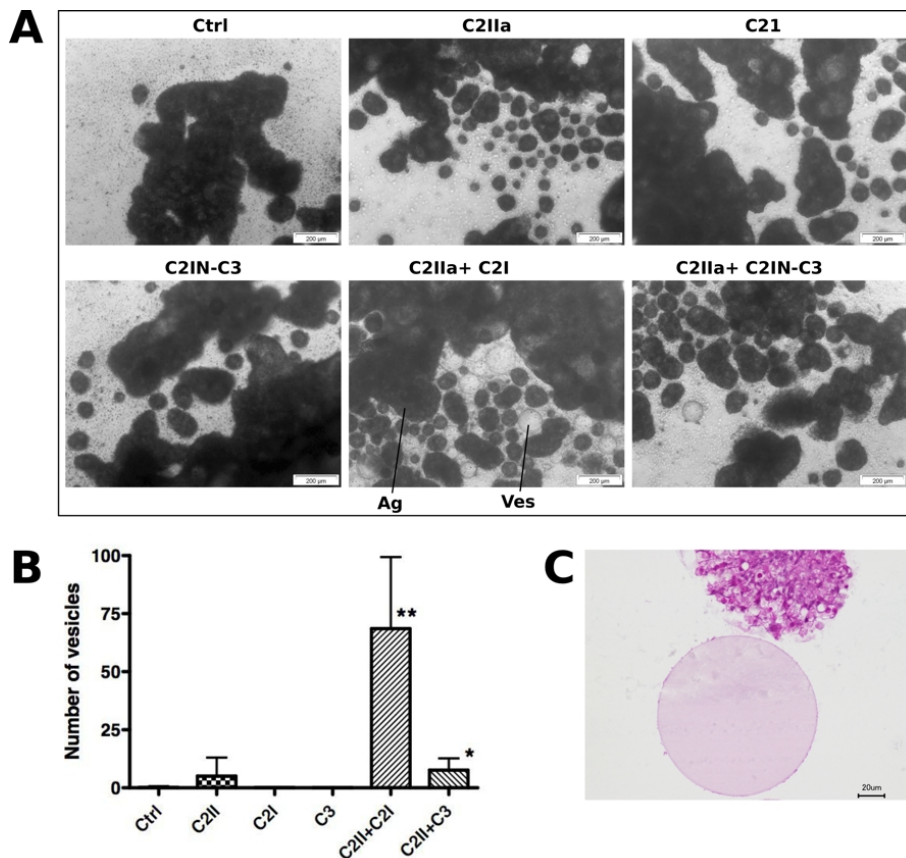 A
Ctrl C2IIa C21
200 µm 200 µm 200 µm
C2IN-C3 C2IIa+ C2I C2IIa+ C2IN-C3
200 µm 200 µm 200 µm
Ag Ves
B
Number of vesicles
100
75
50
25
0
**
*
Ctrl C2II C2I C3 C2II+C2I C2II+C3
C
20um